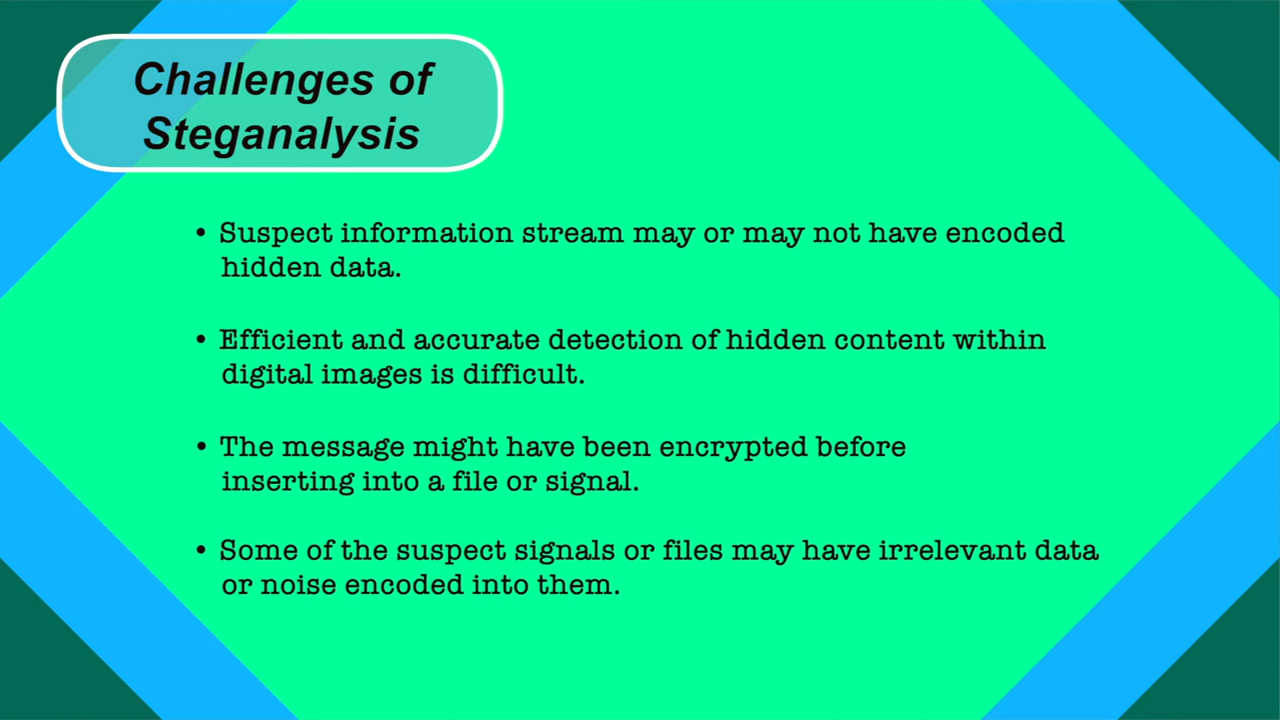 Challenges of
Steganalysis
• Suspect information stream may or may not have encoded
hidden data.
• Efficient and accurate detection of hidden content within
digital images is difficult.
• The message might have been encrypted before
inserting into a file or signal.
• Some of the suspect signals or files may have irrelevant data
or noise encoded into them.